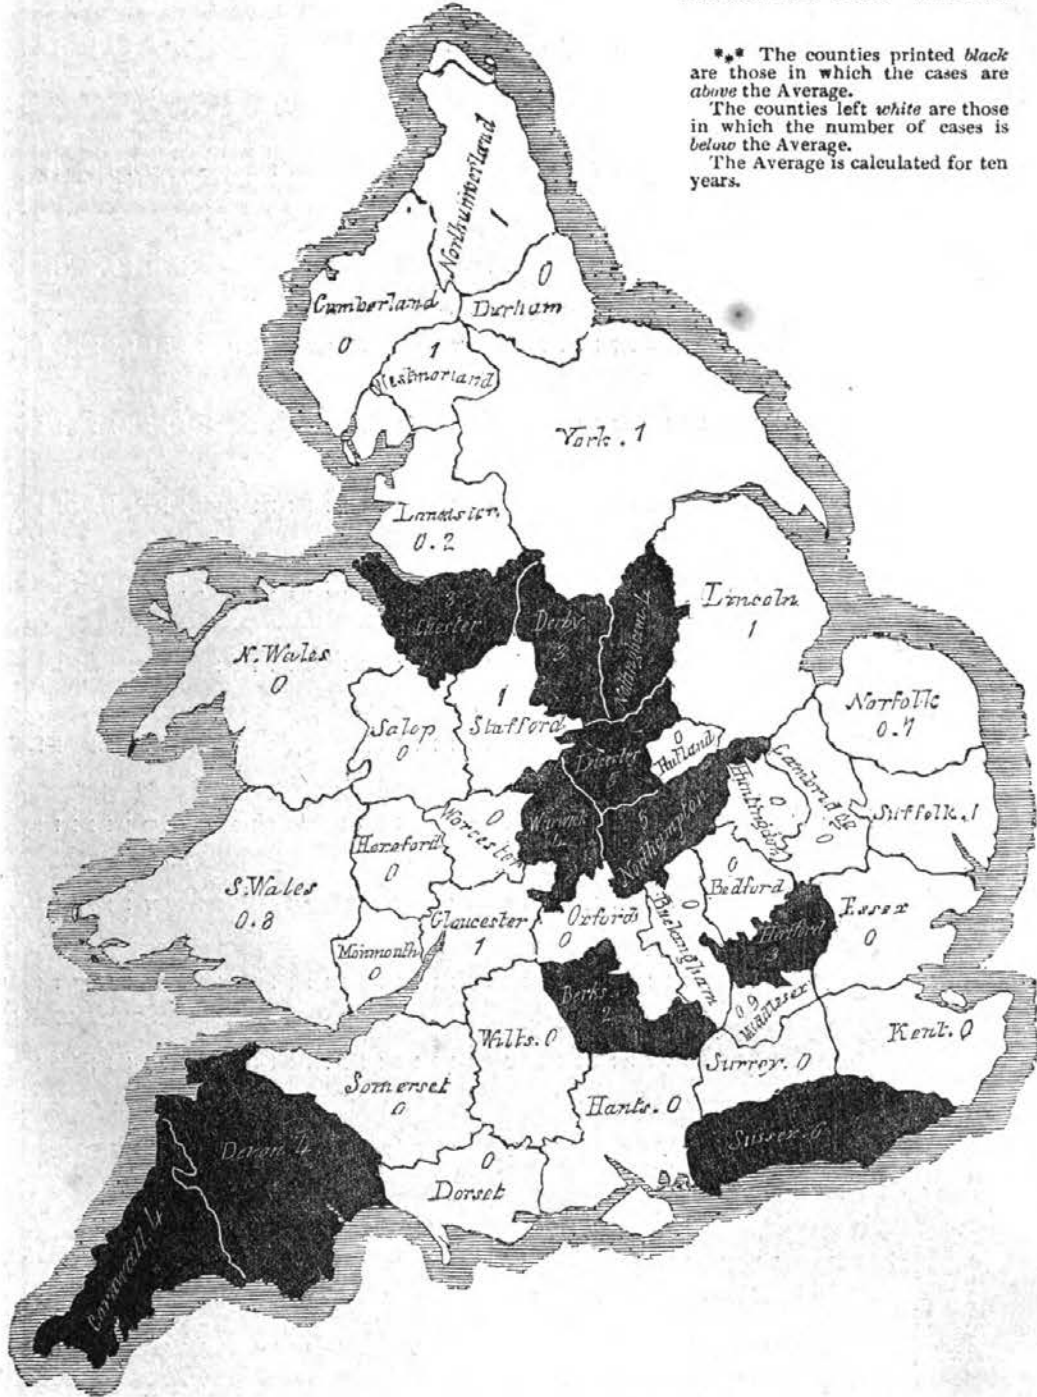 *** The counties printed black
are those in which the cases are
above the Average.
The counties left white are those
in which the number of cases is
below the Average.
The Average is calculated for ten
years.
Northumberland
1
0
Durham
Cumberland
0
1
Westmorland
York. 1
0.2
Chester
Derby
3
Lincoln
1
N. Wales
0
Salop
0
1
Stafford
0
Rutland
Norfolk
0.7
Cambridge
0
Huntingdon
0
Suffolk. 1
Warwick
5
Northampton
0
Worcester
Hereford
0
S. Wales
0.8
Monmouth
0
Gloucester
1
Oxford
0
0
Buckingham
0
Bedford
Hertford
3
Essex
0
Berks
2
0.9
Middlesex
Kent. 0
Wilts. 0
Surrey. 0
Somerset
0
Hants. 0
Sussex. 6
Devon. 4
0
Dorset
Cornwall 4